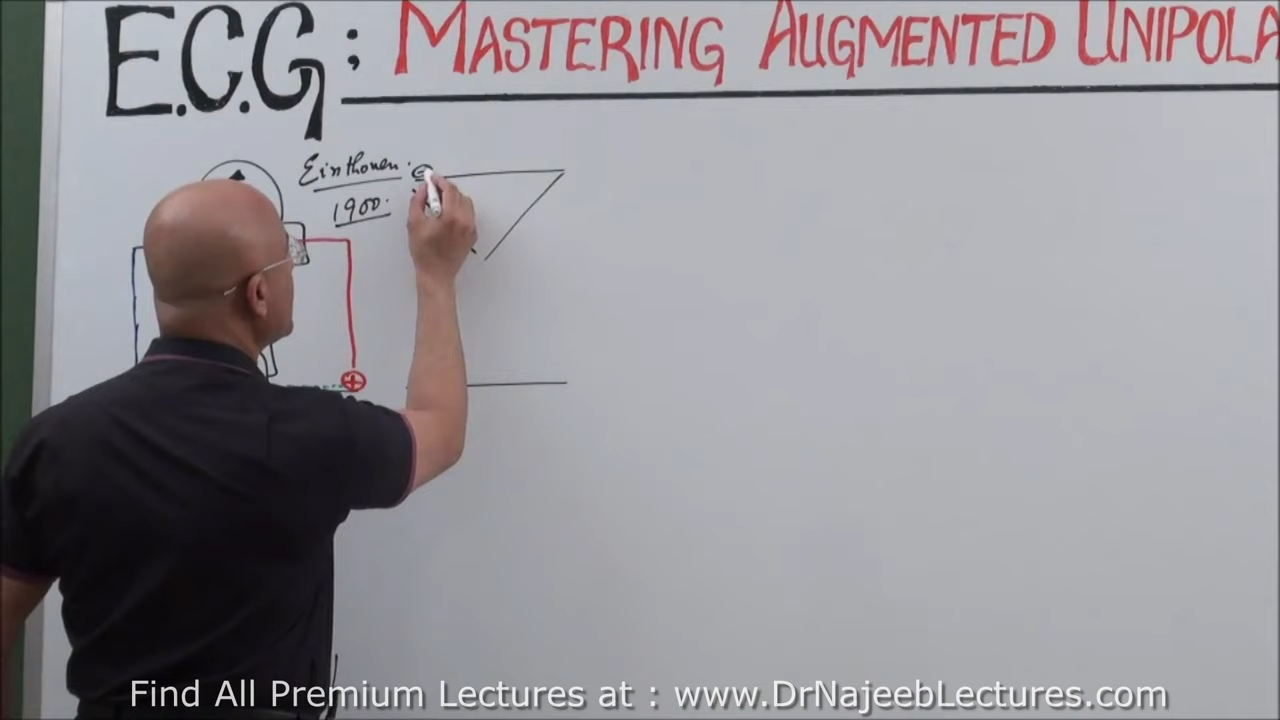 E.C.G; MASTERING AUGMENTED UNIPOLA
Einthoven.
1900.
Find All Premium Lectures at : www.DrNajeebLectures.com